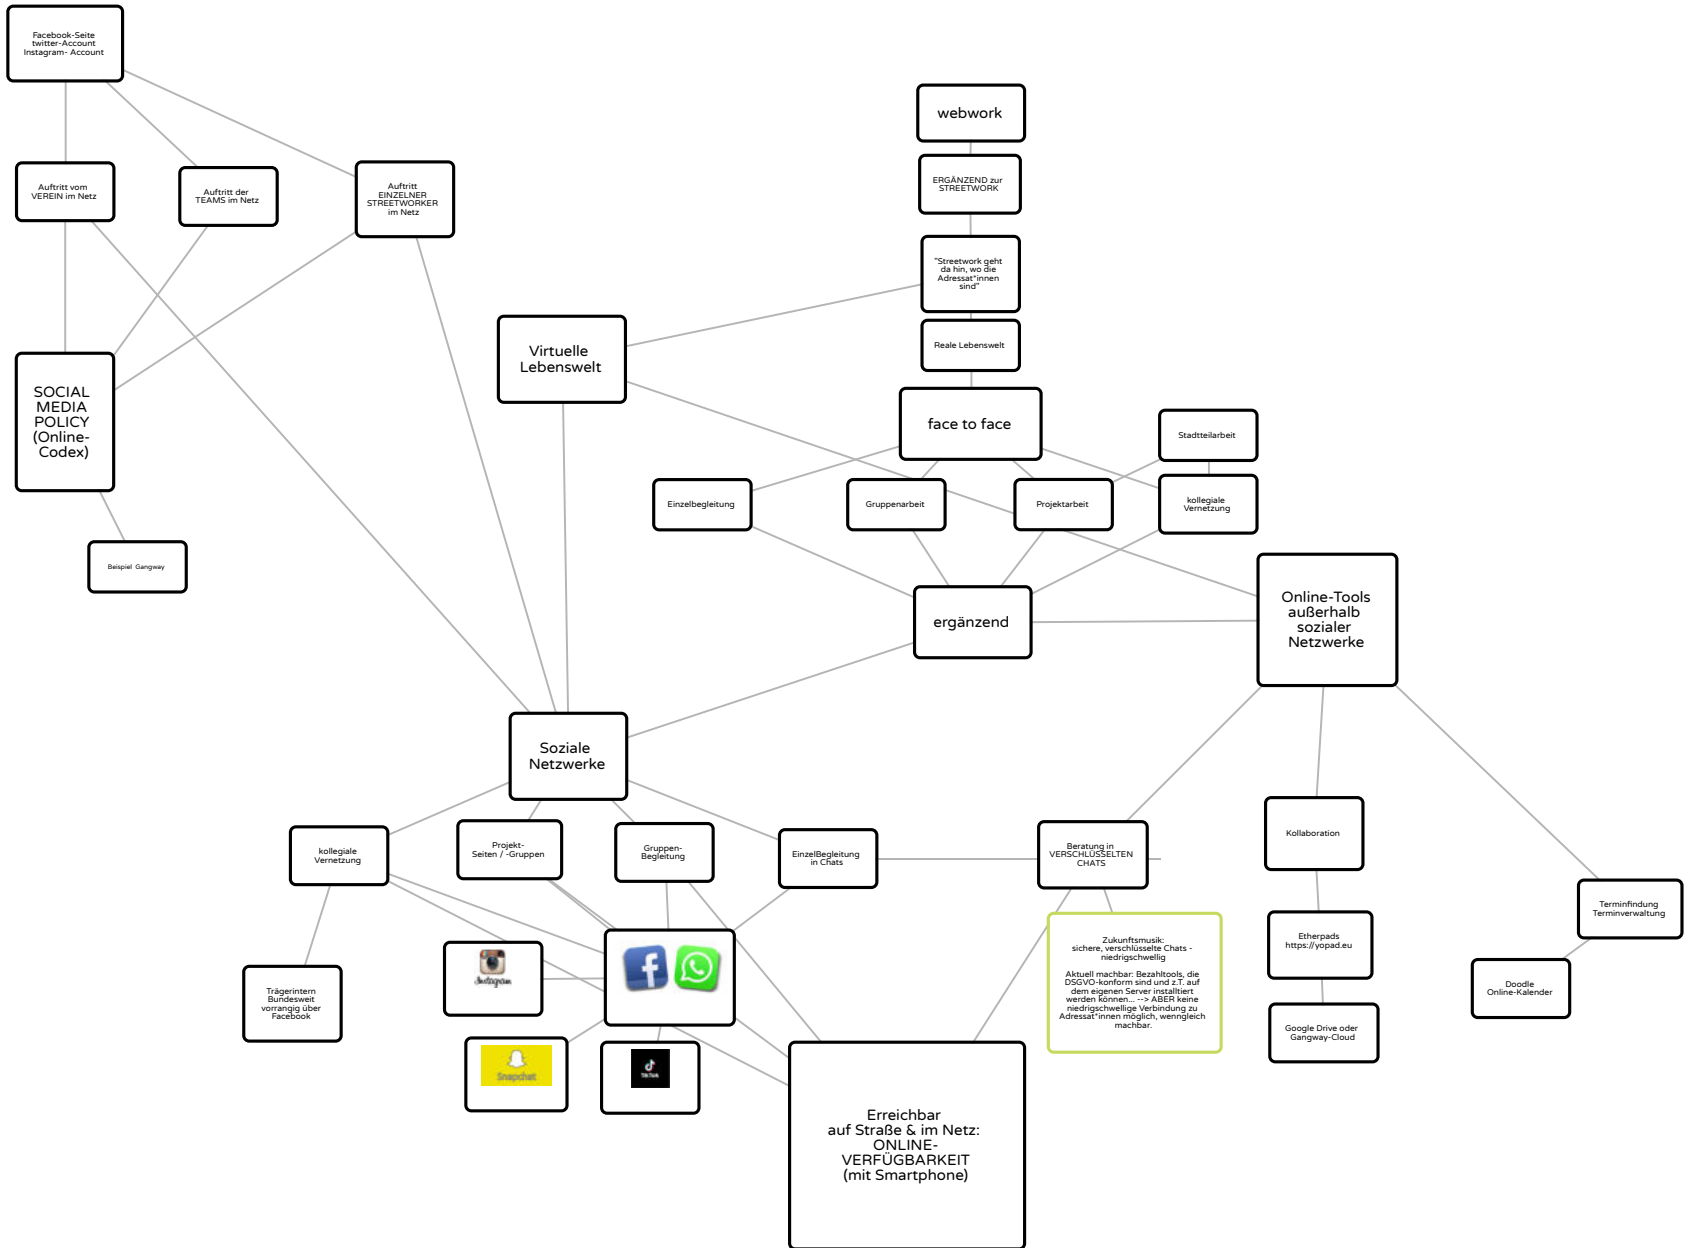 Facebook-Seite
twitter-Account
Instagram- Account
webwork
Auftritt vom
VEREIN im Netz
Auftritt der
TEAMS im Netz
Auftritt
EINZELNER
STREETWORKER
im Netz
ERGÄNZEND zur
STREETWORK
"Streetwork geht
da hin, wo die
Adressat*innen
sind"
Reale Lebenswelt
Virtuelle
Lebenswelt
SOCIAL
MEDIA
POLICY
(Online-
Codex)
face to face
Stadtteilarbeit
Einzelbegleitung
Gruppenarbeit
Projektarbeit
kollegiale
Vernetzung
Beispiel Gangway
ergänzend
Online-Tools
außerhalb
sozialer
Netzwerke
Soziale
Netzwerke
kollegiale
Vernetzung
Projekt-
Seiten / -Gruppen
Gruppen-
Begleitung
EinzelBegleitung
in Chats
Beratung in
VERSCHLÜSSELTEN
CHATS
Kollaboration
Terminfindung
Terminverwaltung
Trägerintern
Bundesweit
vorrangig über
Facebook
Instagram
f
Snapchat
TikTok
Zukunftsmusik:
sichere, verschlüsselte Chats -
niedrigschwellig
Aktuell machbar: Bezahltools, die
DSGVO-konform sind und z.T. auf
dem eigenen Server installtiert
werden können... --> ABER keine
niedrigschwellige Verbindung zu
Adressat*innen möglich, wenngleich
machbar.
Etherpads
https://yopad.eu
Google Drive oder
Gangway-Cloud
Doodle
Online-Kalender
Erreichbar
auf Straße & im Netz:
ONLINE-
VERFÜGBARKEIT
(mit Smartphone)